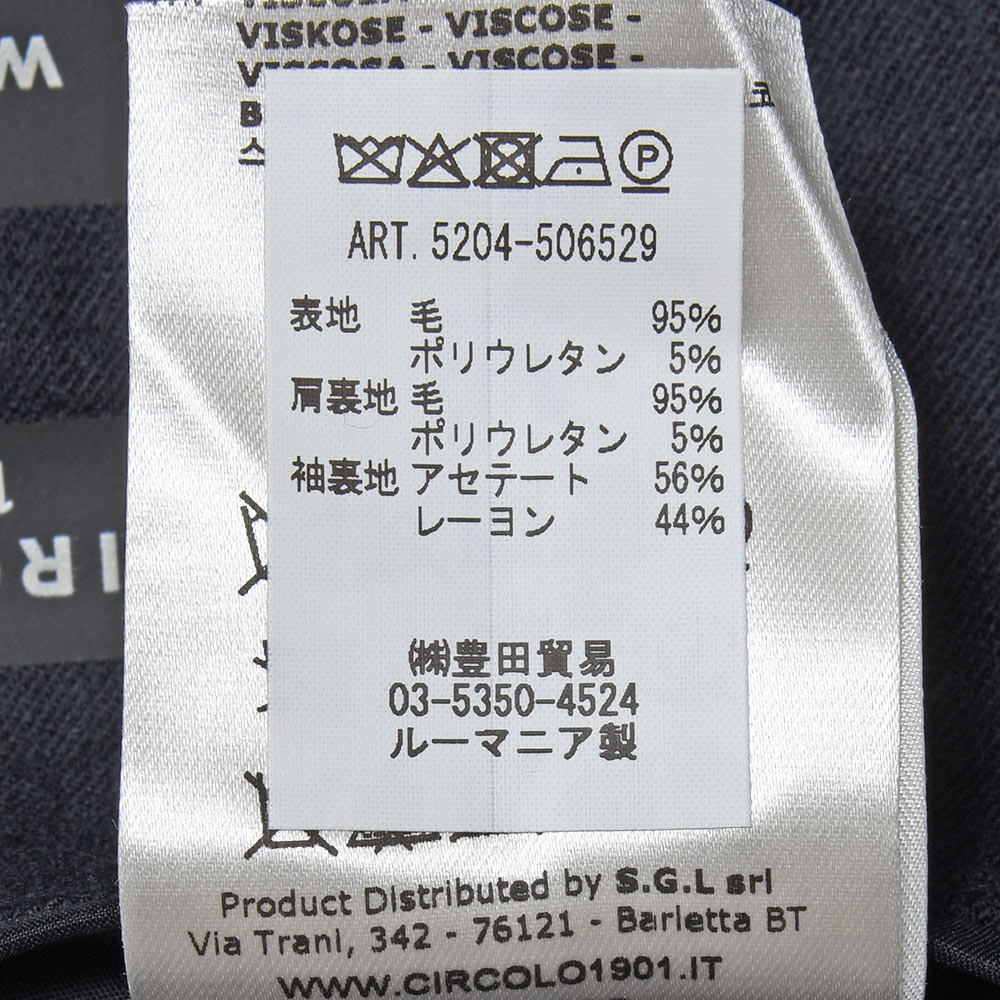 VISKOSE - VISCOSE -
VISCOSA - VISCOSE -
ART. 5204-506529
表地 毛 95%
ポリウレタン 5%
肩裏地 毛 95%
ポリウレタン 5%
袖裏地 アセテート 56%
レーヨン 44%
㈱豊田貿易
03-5350-4524
ルーマニア製
Product Distributed by S.G.L srl
Via Trani, 342 - 76121 - Barletta BT
WWW.CIRCOLO1901.IT